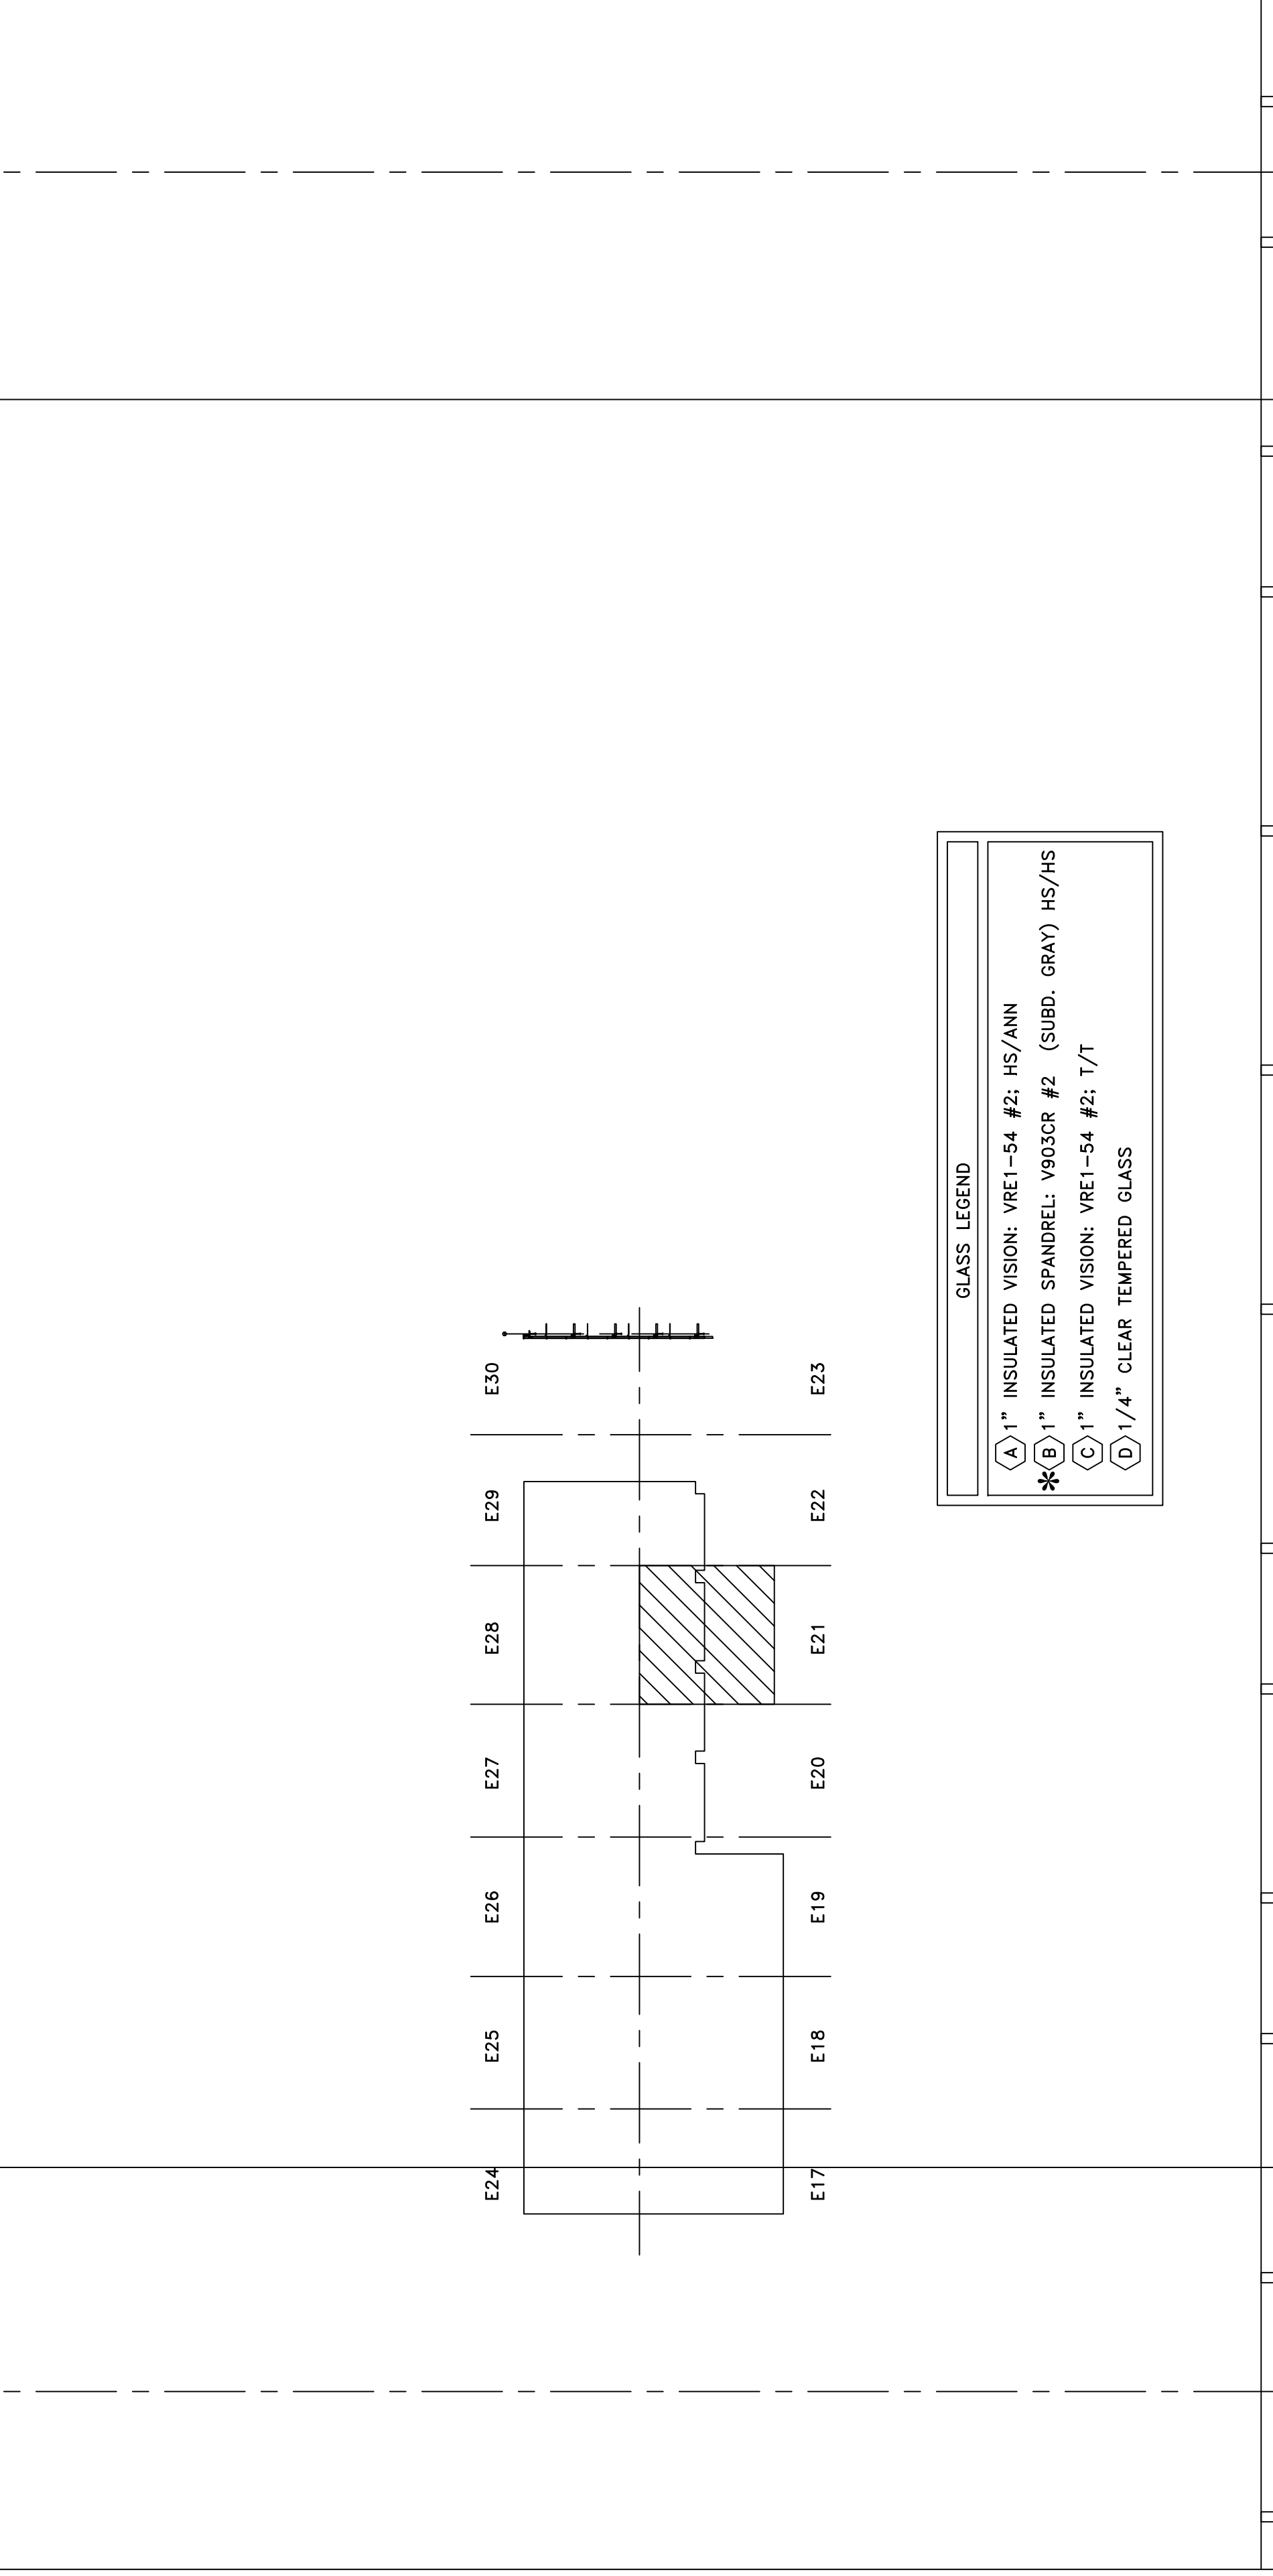 E24 E25 E26 E27 E28 E29 E30
E17 E18 E19 E20 E21 E22 E23
GLASS LEGEND
A 1" INSULATED VISION: VRE1-54 #2; HS/ANN
* B 1" INSULATED SPANDREL: V903CR #2 (SUBD. GRAY) HS/HS
C 1" INSULATED VISION: VRE1-54 #2; T/T
D 1/4" CLEAR TEMPERED GLASS